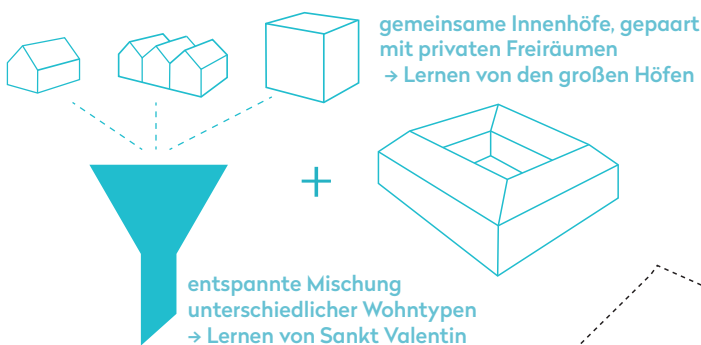 gemeinsame Innenhöfe, gepaart
mit privaten Freiräumen
→ Lernen von den großen Höfen
entspannte Mischung
unterschiedlicher Wohntypen
→ Lernen von Sankt Valentin